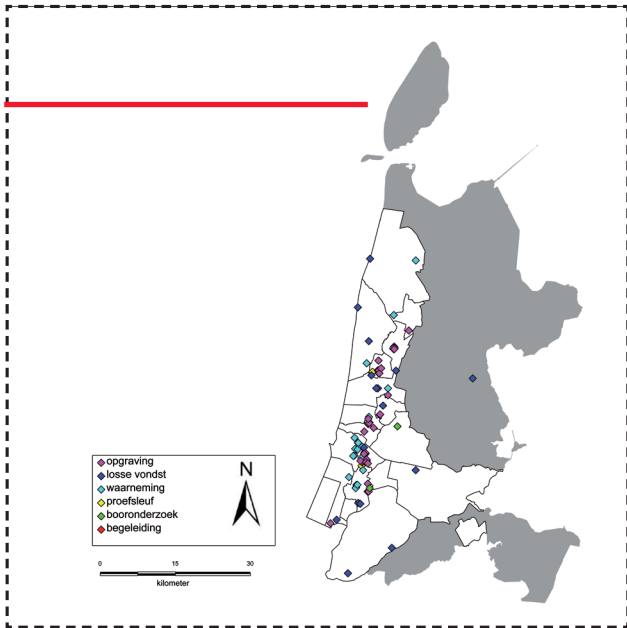 opgraving
losse vondst
waarneming
proefsleuf
booronderzoek
begeleiding
N
0 15 30
kilometer